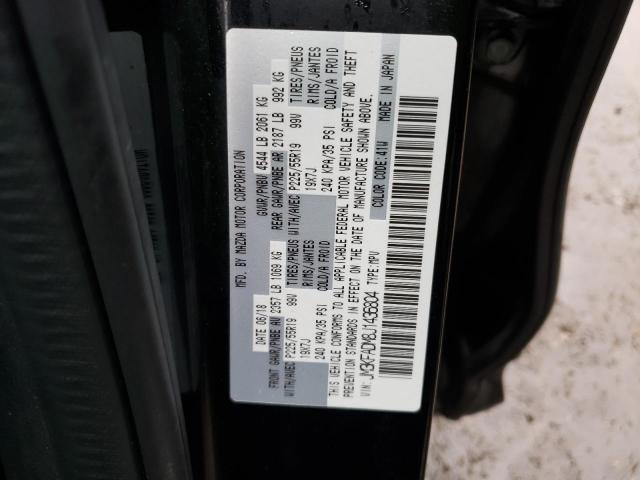 MFD. BY MAZDA MOTOR CORPORATION
DATE 06/18 GVWR/PNBV 4544 LB 2061 KG
FRONT GAWR/PNBE AV 2357 LB 1069 KG REAR GAWR/PNBE AR 2187 LB 992 KG
WITH/AVEC P225/55R19 99V TIRES/PNEUS WITH/AVEC P225/55R19 99V TIRES/PNEUS
19X7J RIMS/JANTES 19X7J RIMS/JANTES
240 KPA/35 PSI COLD/A FROID 240 KPA/35 PSI COLD/A FROID
THIS VEHICLE CONFORMS TO ALL APPLICABLE FEDERAL MOTOR VEHICLE SAFETY AND THEFT
PREVENTION STANDARDS IN EFFECT ON THE DATE OF MANUFACTURE SHOWN ABOVE.
VIN: TYPE:MPV COLOR CODE:41W MADE IN JAPAN